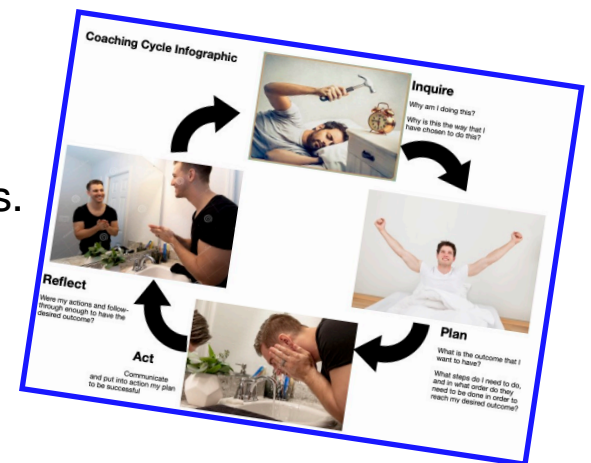 Coaching Cycle Infographic
Inquire
Why am I doing this?
Why is this the way that I
have chosen to do this?
s.
Reflect
Were my actions and follow-
through enough to have the
desired outcome?
Plan
What is the outcome that I
want to have?
What steps do I need to do,
and in what order do they
need to be done in order to
reach my desired outcome?
Act
Communicate
and put into action my plan
to be successful